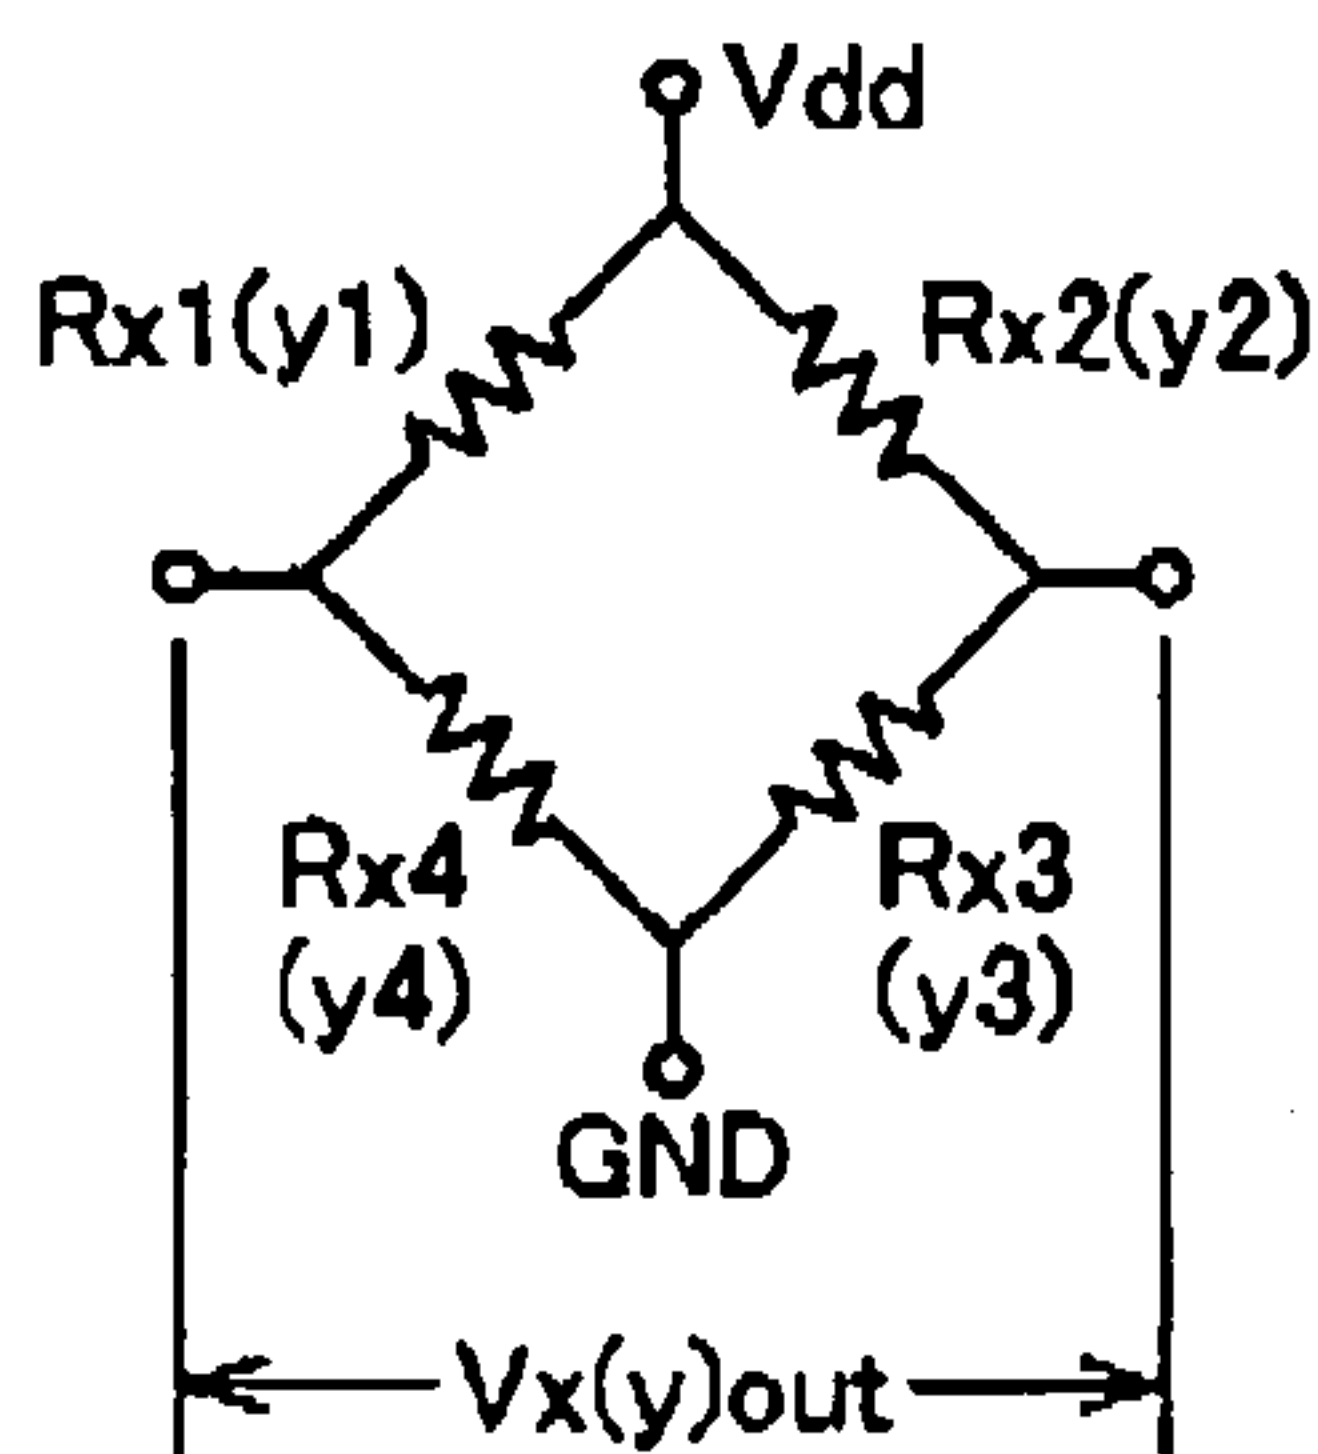 Vdd
Rx1(y1)
Rx2(y2)
Rx4
(y4)
Rx3
(y3)
GND
Vx(y)out